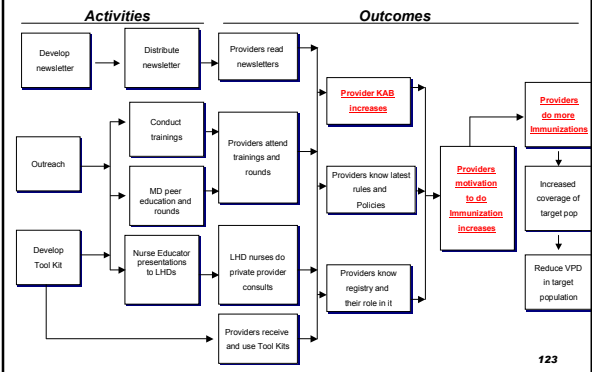 Activities
Outcomes
Develop
newsletter
Distribute
newsletter
Providers read
newsletters
Provider KAB
increases
Providers
do more
Immunizations
Outreach
Conduct
trainings
MD peer
education and
rounds
Providers attend
trainings and
rounds
Providers know latest
rules and
Policies
Providers
motivation
to do
Immunization
increases
Increased
coverage of
target pop
Develop
Tool Kit
Nurse Educator
presentations
to LHDs
LHD nurses do
private provider
consults
Providers know
registry and
their role in it
Reduce VPD
in target
population
Providers receive
and use Tool Kits
123